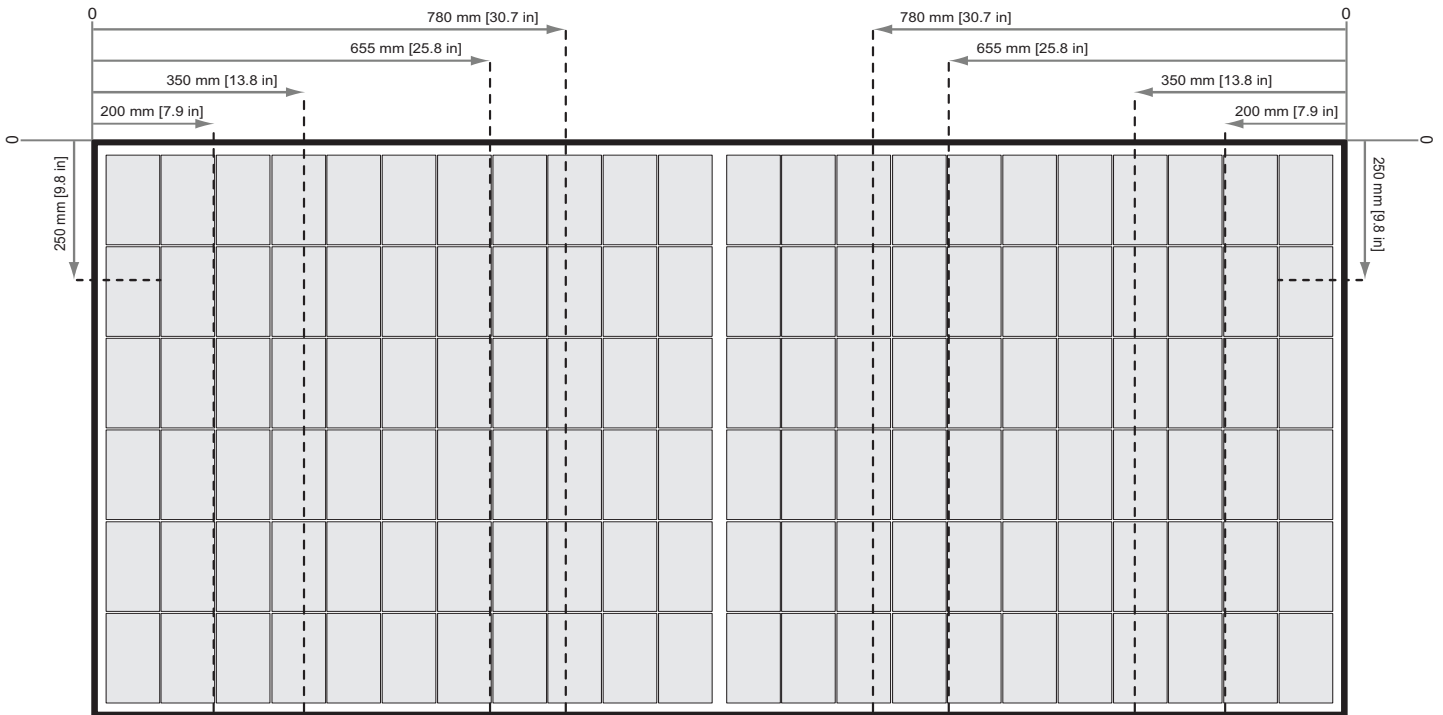 0
780 mm [30.7 in]
780 mm [30.7 in]
0
655 mm [25.8 in]
655 mm [25.8 in]
350 mm [13.8 in]
350 mm [13.8 in]
200 mm [7.9 in]
200 mm [7.9 in]
0
0
250 mm [9.8 in]
250 mm [9.8 in]